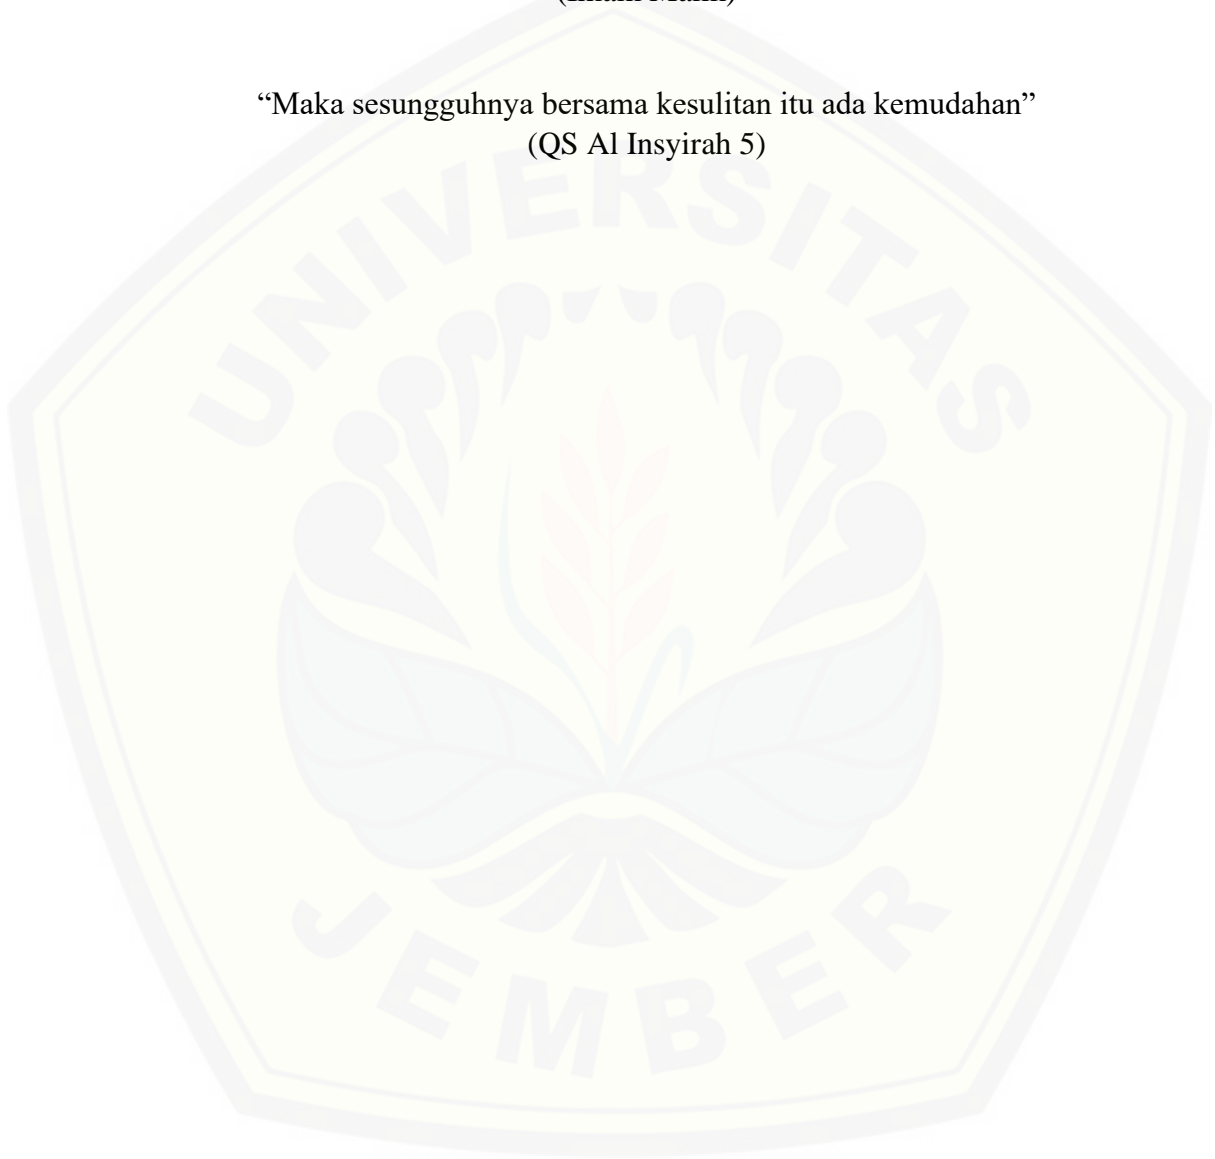 “Maka sesungguhnya bersama kesulitan itu ada kemudahan”
(QS Al Insyirah 5)
UNIVERSITAS
JEMBER